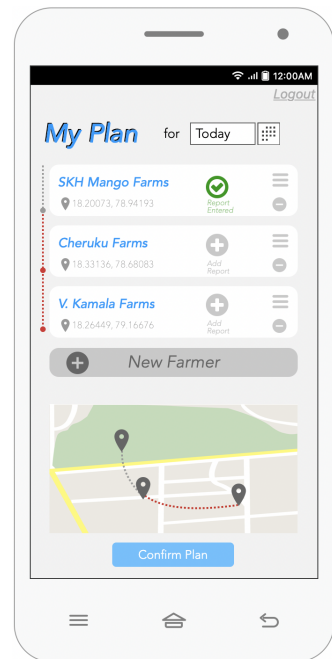 12:00AM
Logout
My Plan for Today
SKH Mango Farms
18.20073, 78.94193
Report
Entered
Cheruku Farms
18.33136, 78.68083
Add
Report
V. Kamala Farms
18.26449, 79.16676
Add
Report
New Farmer
Confirm Plan